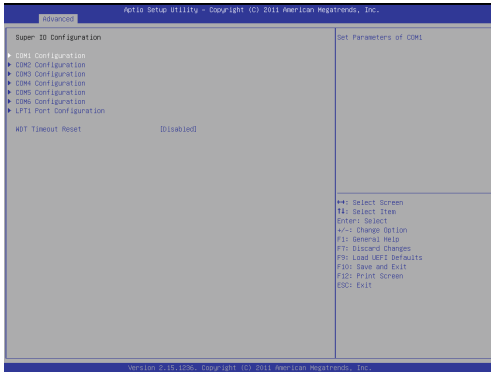 Aptio Setup Utility – Copyright (C) 2011 American Megatrends, Inc.
Advanced
Super IO Configuration
COM1 Configuration
COM2 Configuration
COM3 Configuration
COM4 Configuration
COM5 Configuration
COM6 Configuration
LPT1 Port Configuration
WDT Timeout Reset [Disabled]
Set Parameters of COM1
→←: Select Screen
↑↓: Select Item
Enter: Select
+/-: Change Option
F1: General Help
F7: Discard Changes
F9: Load UEFI Defaults
F10: Save and Exit
F12: Print Screen
ESC: Exit
Version 2.15.1236. Copyright (C) 2011 American Megatrends, Inc.